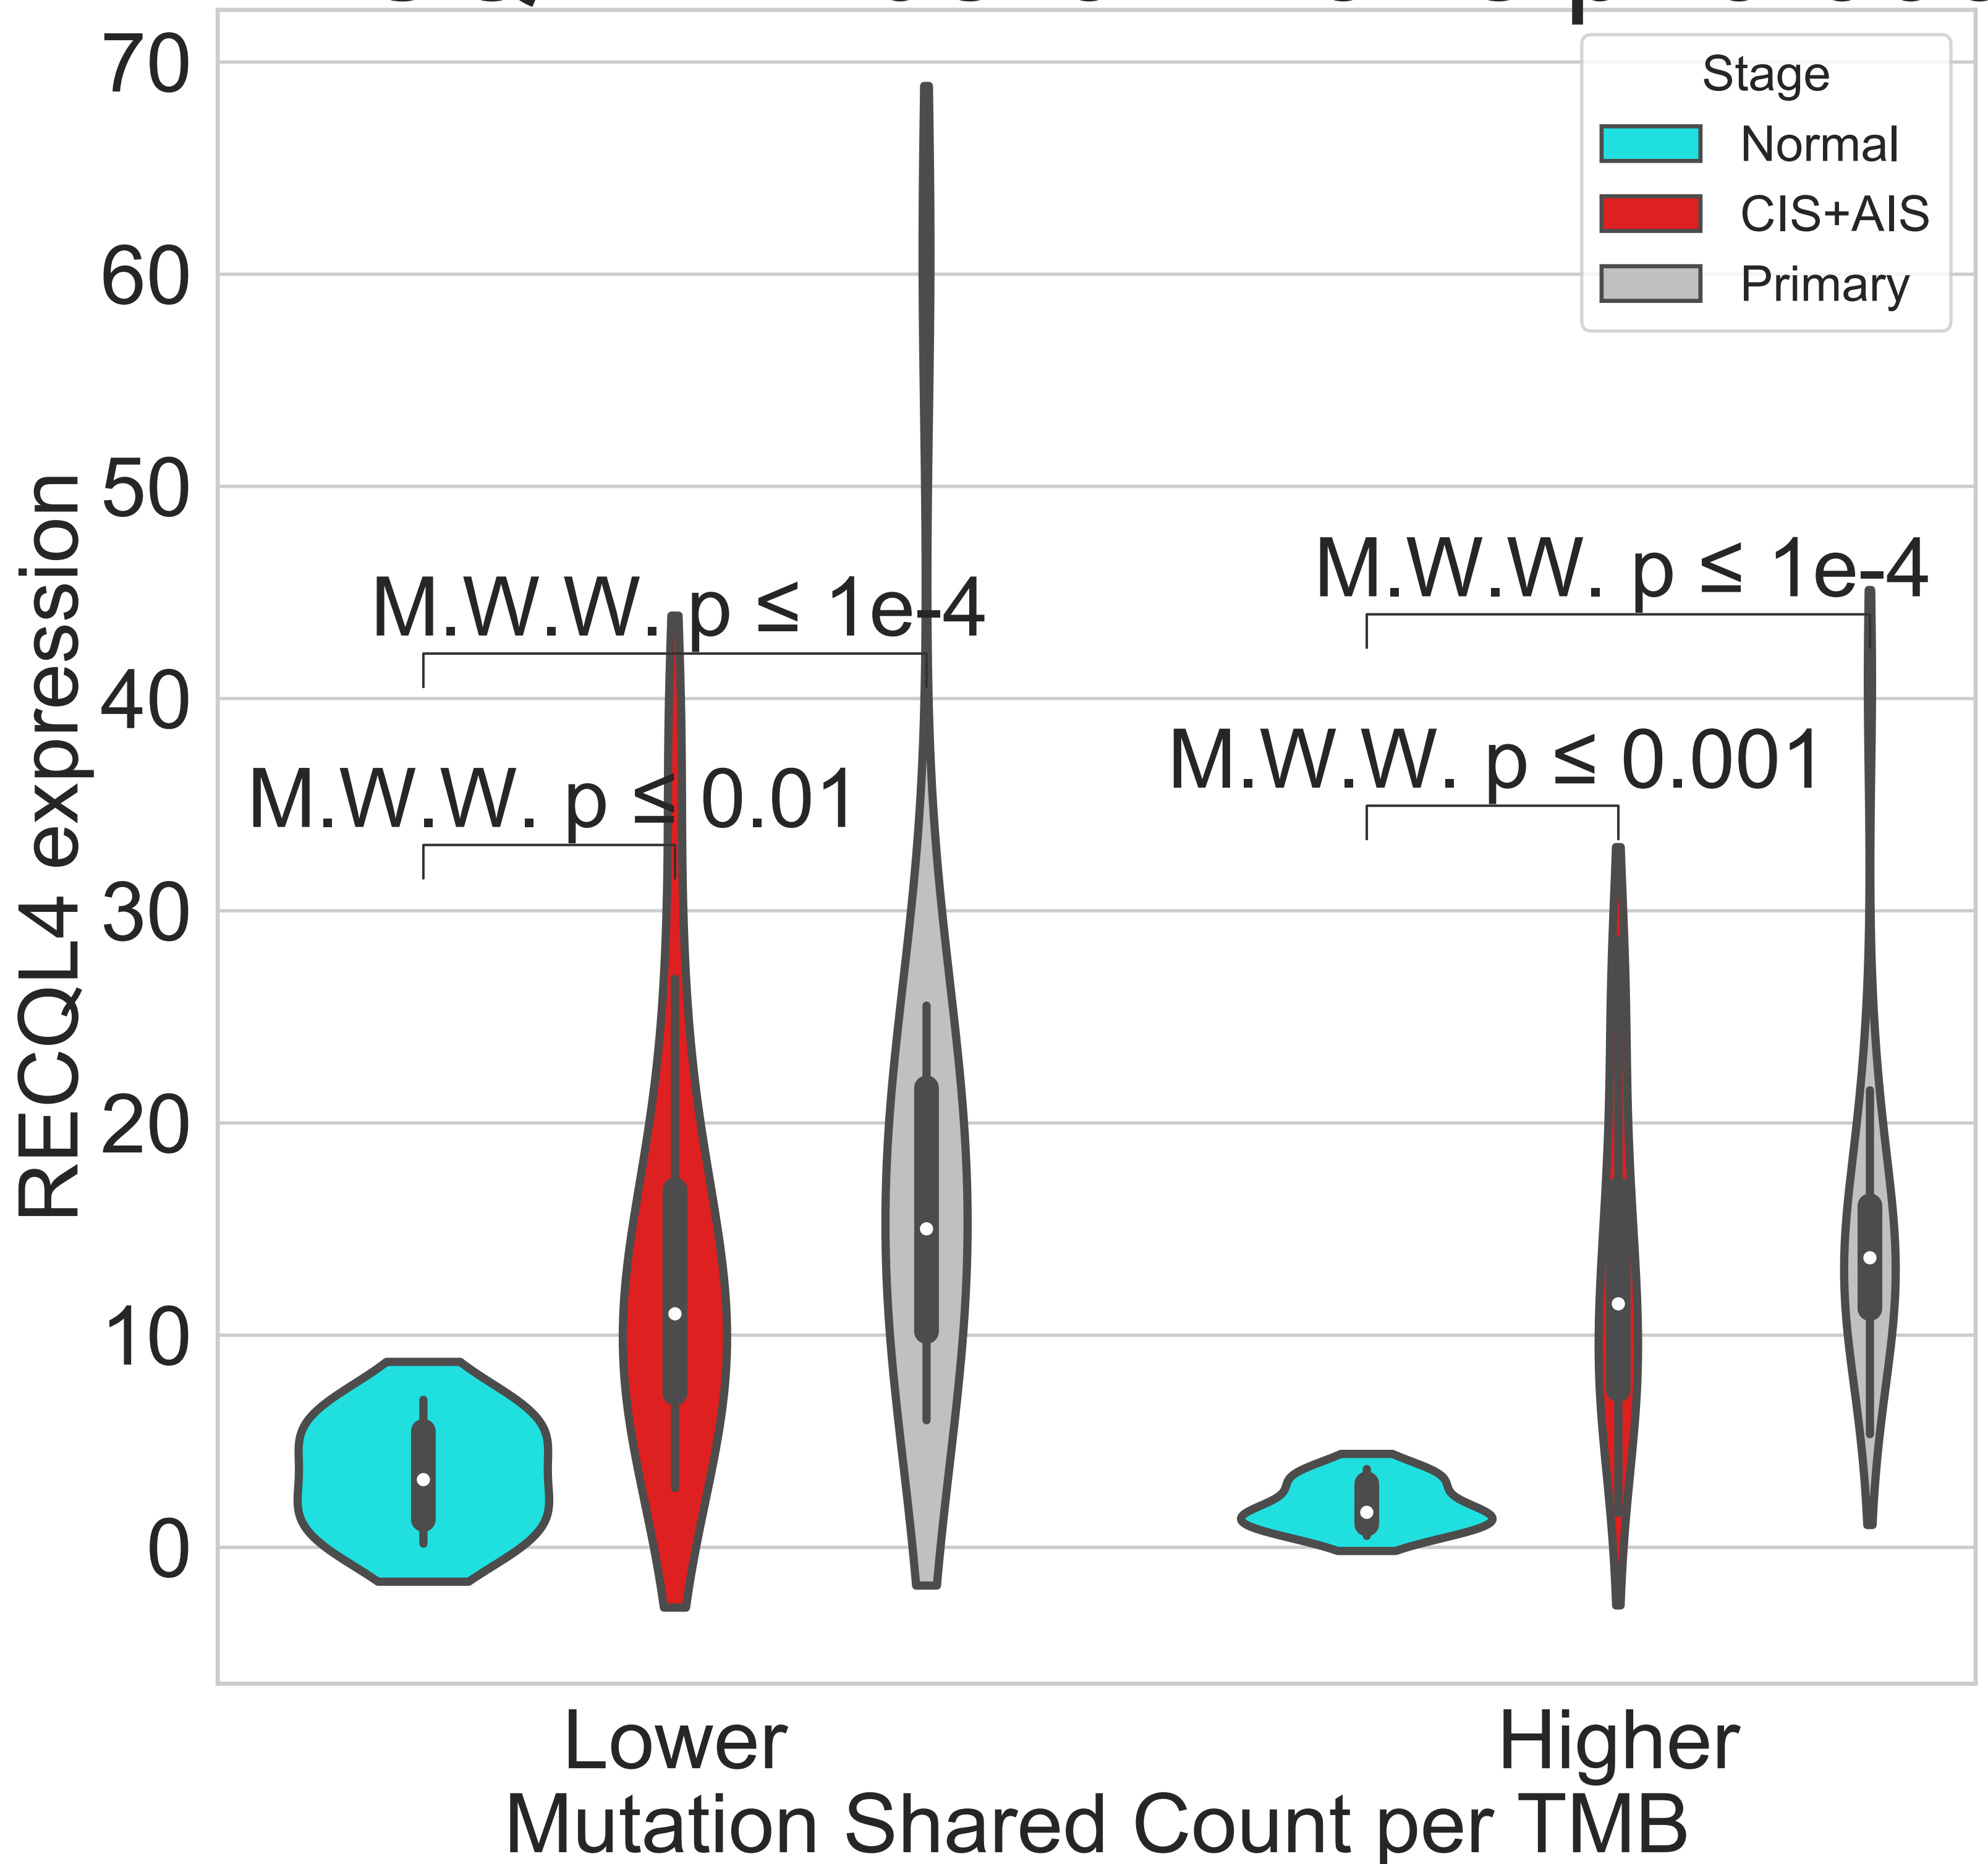 70
60
50
40
30
20
10
0
RECQL4 expression
Stage
Normal
CIS+AIS
Primary
M.W.W. p ≤ 1e-4
M.W.W. p ≤ 0.01
M.W.W. p ≤ 1e-4
M.W.W. p ≤ 0.001
Lower
Higher
Mutation Shared Count per TMB